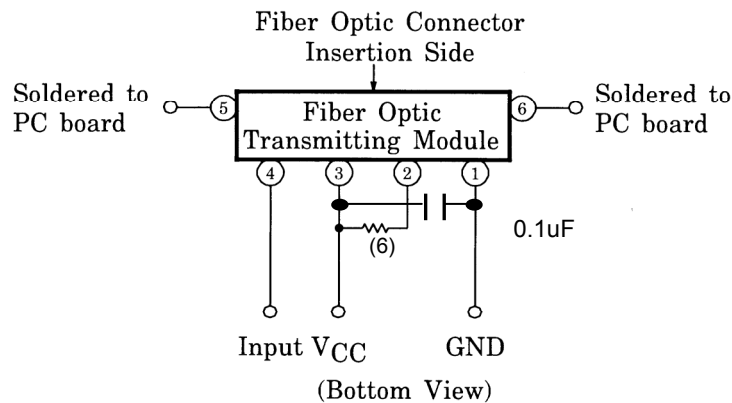 Fiber Optic Connector
Insertion Side
Soldered to
PC board
5
Fiber Optic
Transmitting Module
6
Soldered to
PC board
4
3
2
1
(6)
0.1uF
Input VCC
GND
(Bottom View)